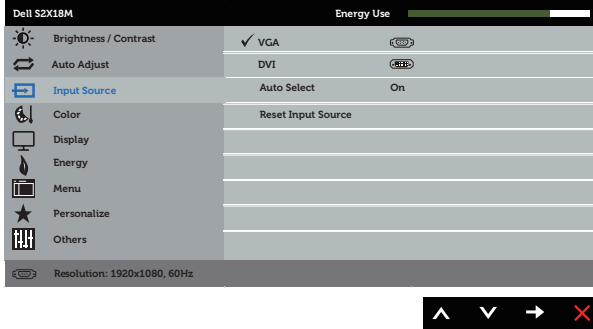 Dell S2X18M Energy Use
Brightness / Contrast
VGA
Auto Adjust
DVI
Input Source
Auto Select On
Color
Reset Input Source
Display
Energy
Menu
Personalize
Others
Resolution: 1920x1080, 60Hz